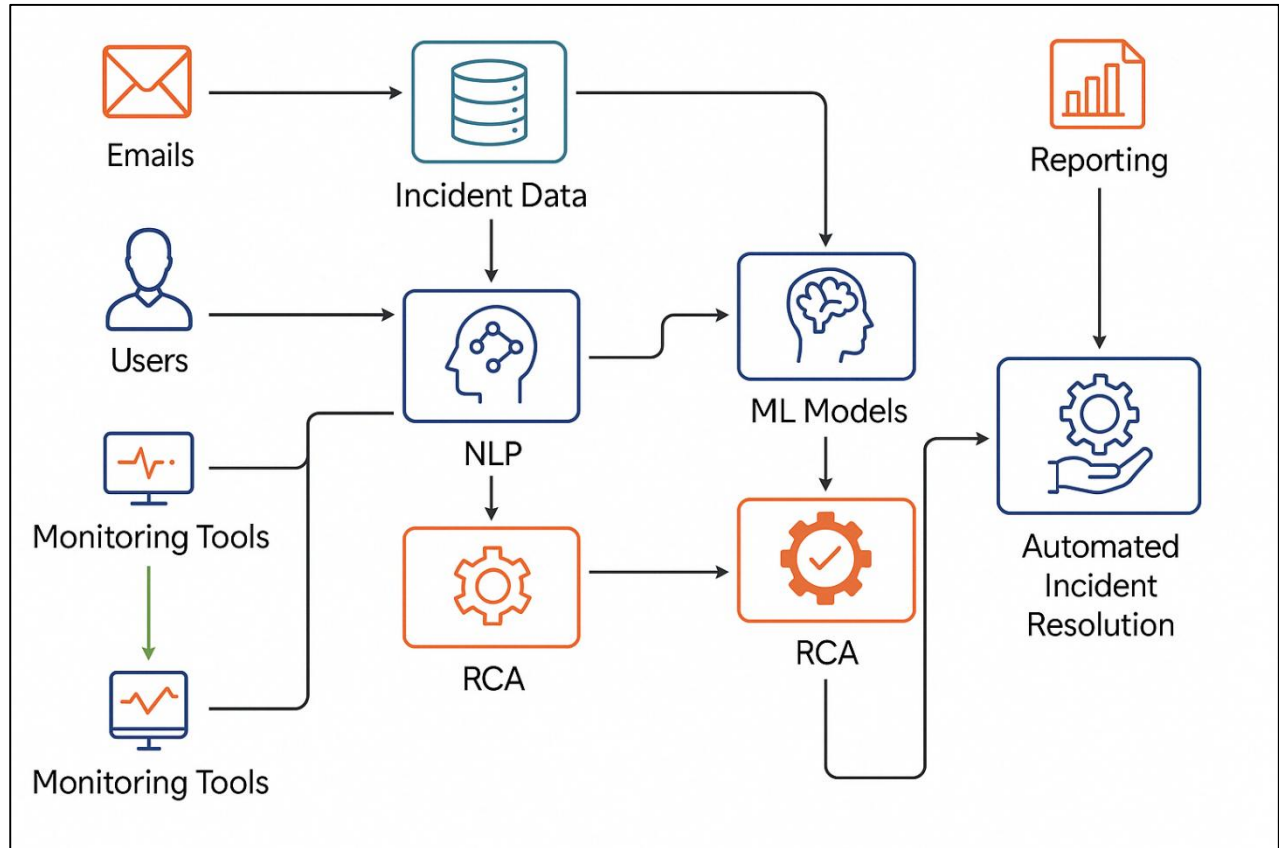 Emails
Incident Data
Reporting
Users
NLP
ML Models
Monitoring Tools
RCA
RCA
Automated
Incident
Resolution
Monitoring Tools